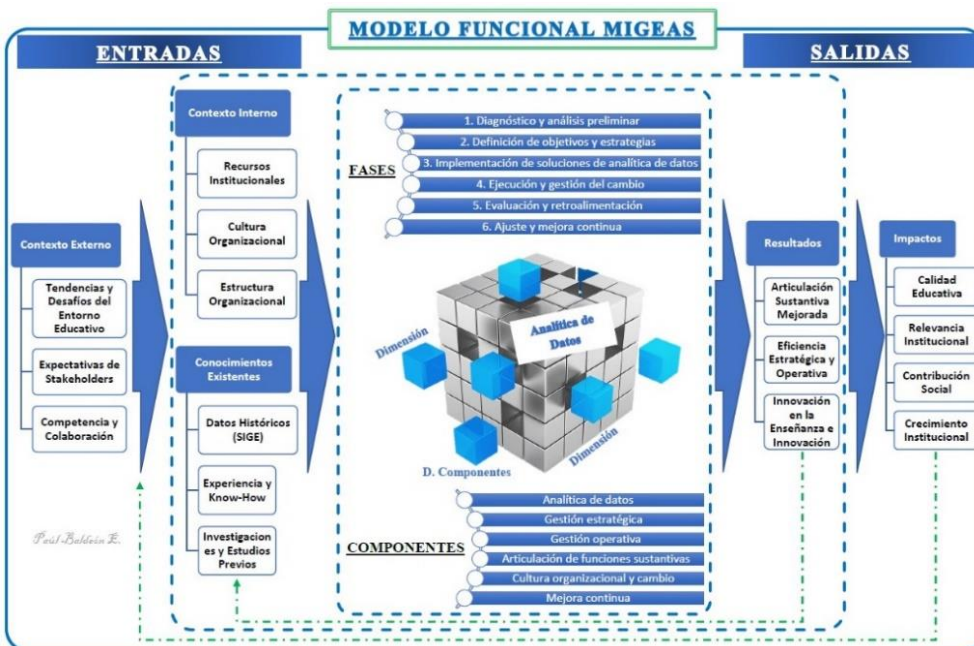 MODELO FUNCIONAL MIGEAS
ENTRADAS
SALIDAS
Contexto Externo
Tendencias y
Desafíos del
Entorno
Educativo
Expectativas de
Stakeholders
Competencia y
Colaboración
Contexto Interno
Recursos
Institucionales
Cultura
Organizacional
Estructura
Organizacional
Conocimientos
Existentes
Datos Históricos
(SIGE)
Experiencia y
Know-How
Investigacion
es y Estudios
Previos
FASES
1. Diagnóstico y análisis preliminar
2. Definición de objetivos y estrategias
3. Implementación de soluciones de analítica de datos
4. Ejecución y gestión del cambio
5. Evaluación y retroalimentación
6. Ajuste y mejora continua
Analítica de
Datos
Dimensión
Dimensión
D. Componentes
COMPONENTES
Analítica de datos
Gestión estratégica
Gestión operativa
Articulación de funciones sustantivas
Cultura organizacional y cambio
Mejora continua
Resultados
Articulación
Sustantiva
Mejorada
Eficiencia
Estratégica y
Operativa
Innovación
en la
Enseñanza e
Innovación
Impactos
Calidad
Educativa
Relevancia
Institucional
Contribución
Social
Crecimiento
Institucional
Paúl Baldeón E.